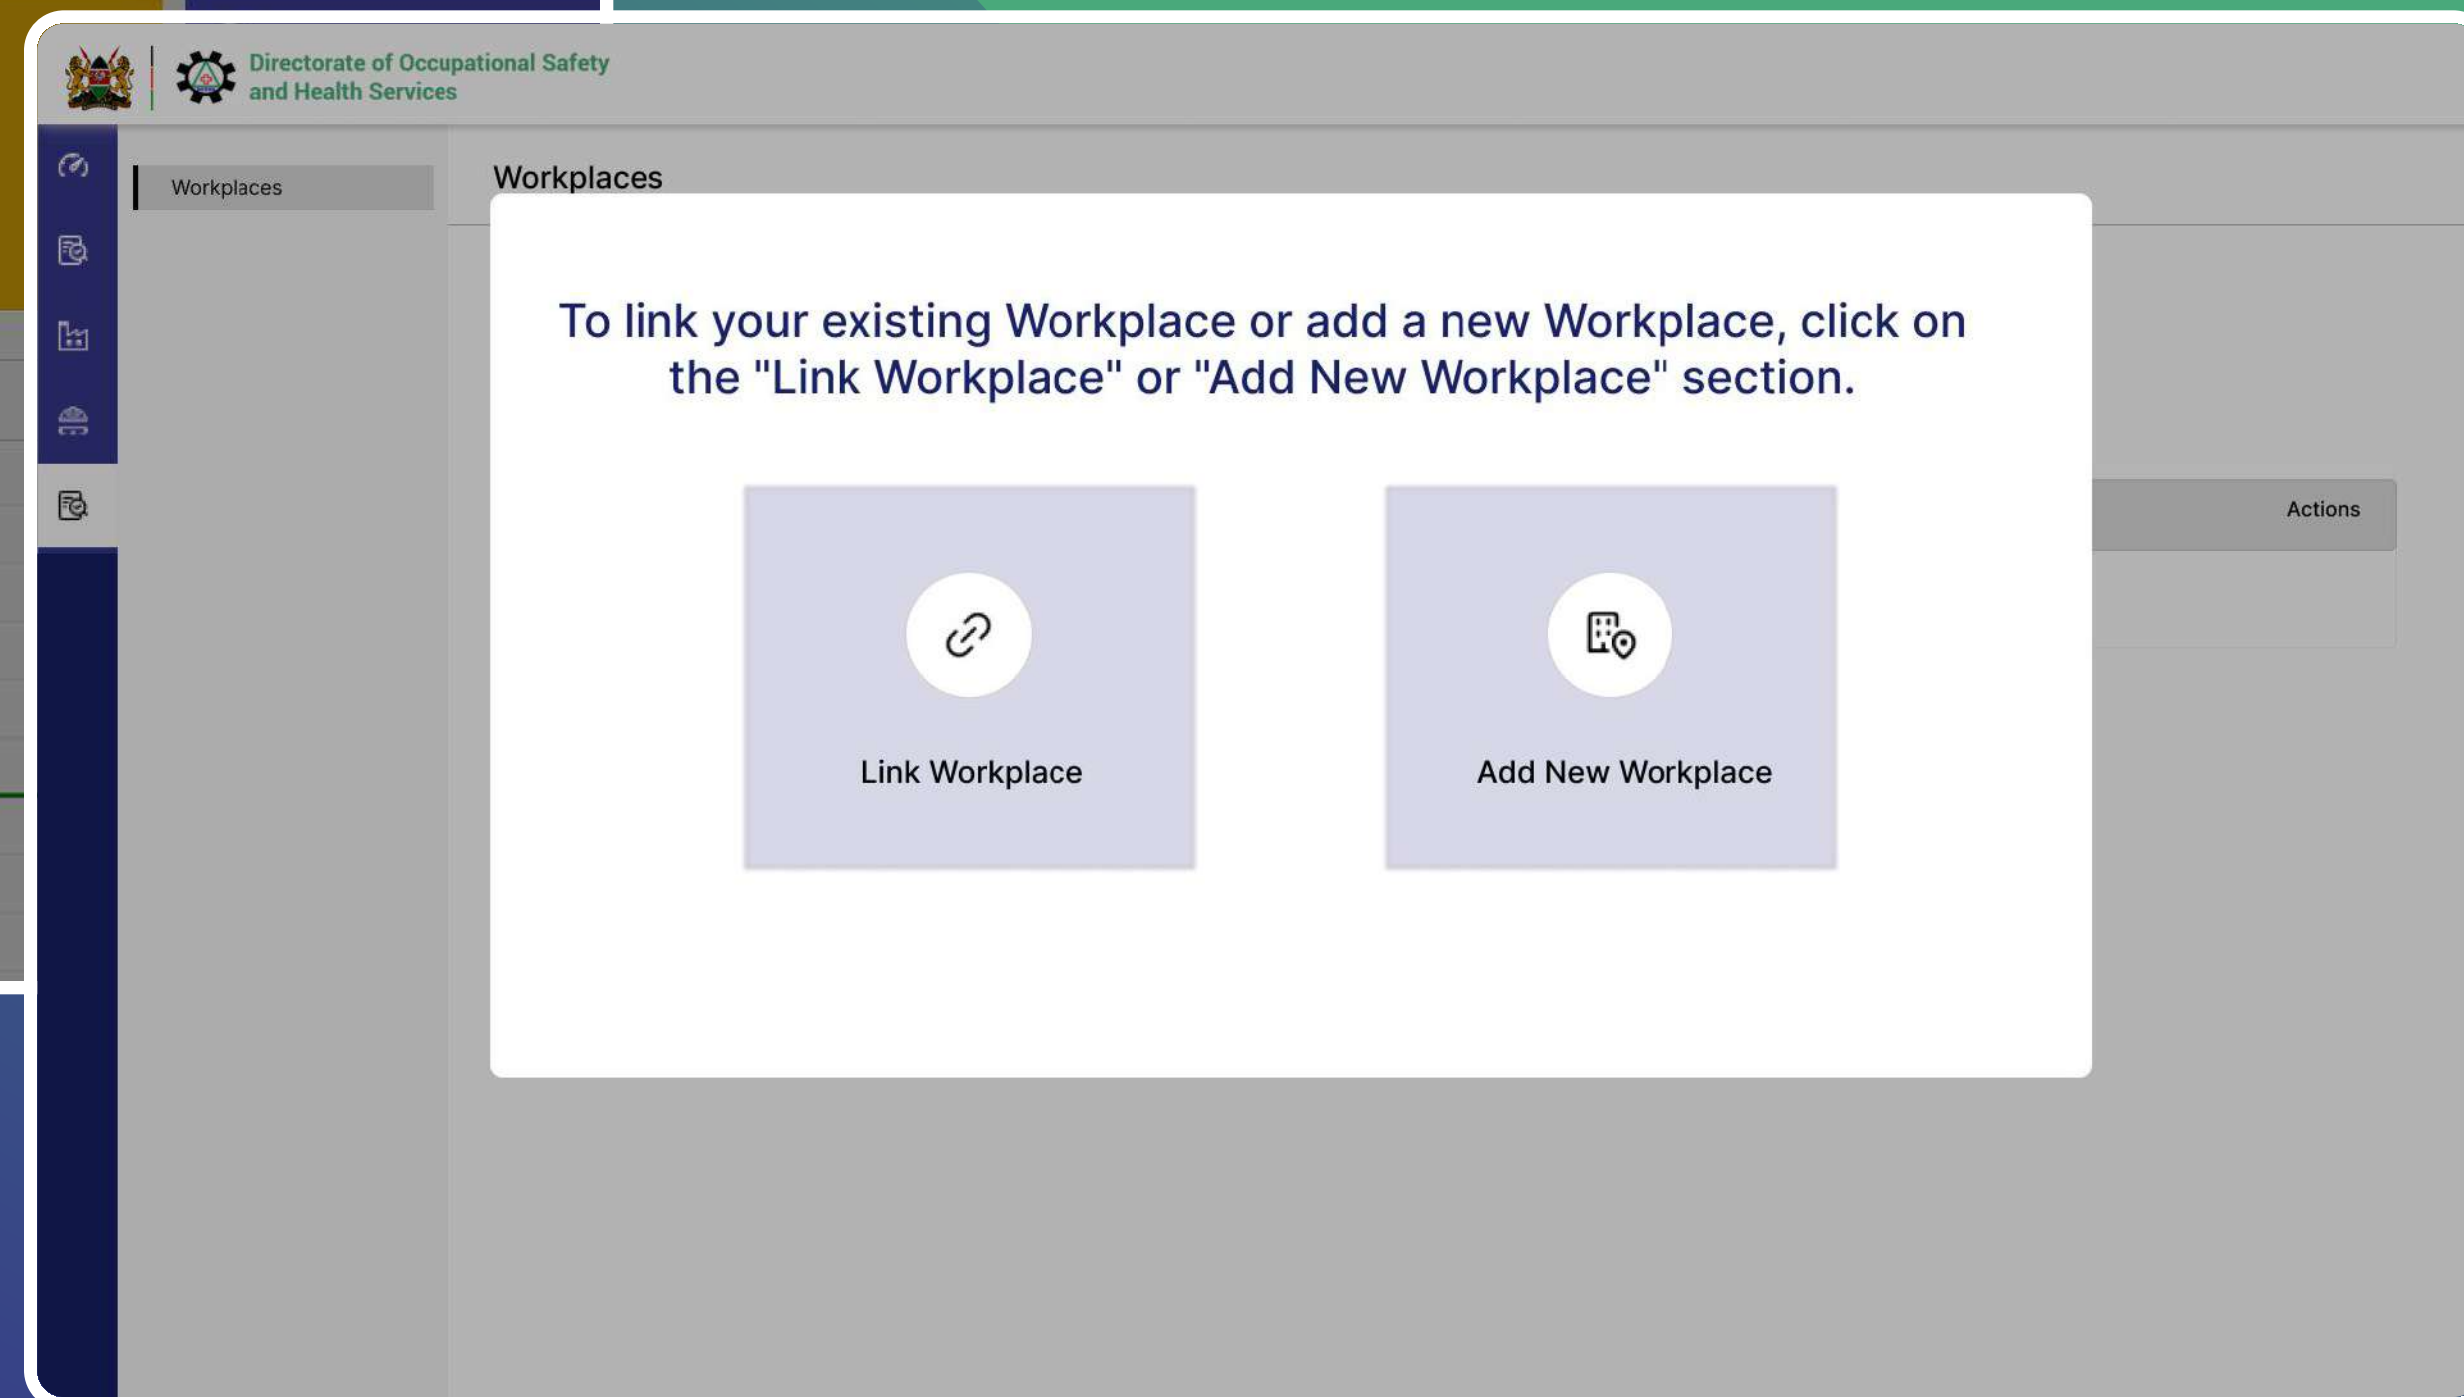 Directorate of Occupational Safety
and Health Services
Workplaces
Workplaces
To link your existing Workplace or add a new Workplace, click on
the "Link Workplace" or "Add New Workplace" section.
Actions
Link Workplace
Add New Workplace